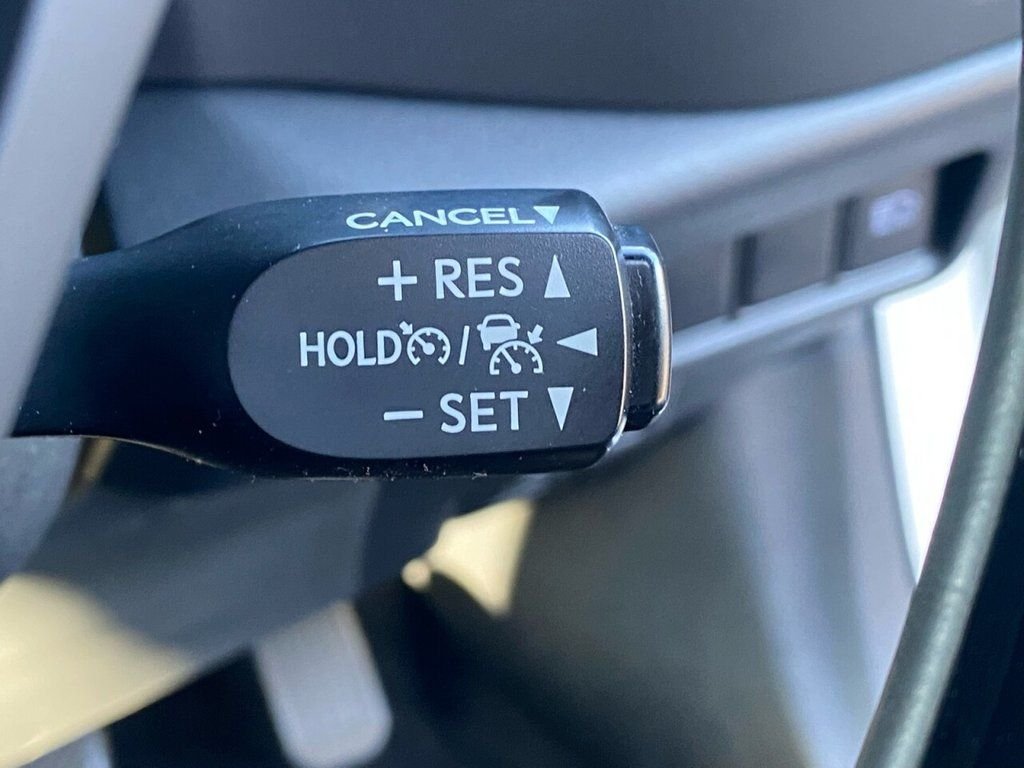 CANCEL▼
+ RES ▲
HOLD / ◀
− SET ▼